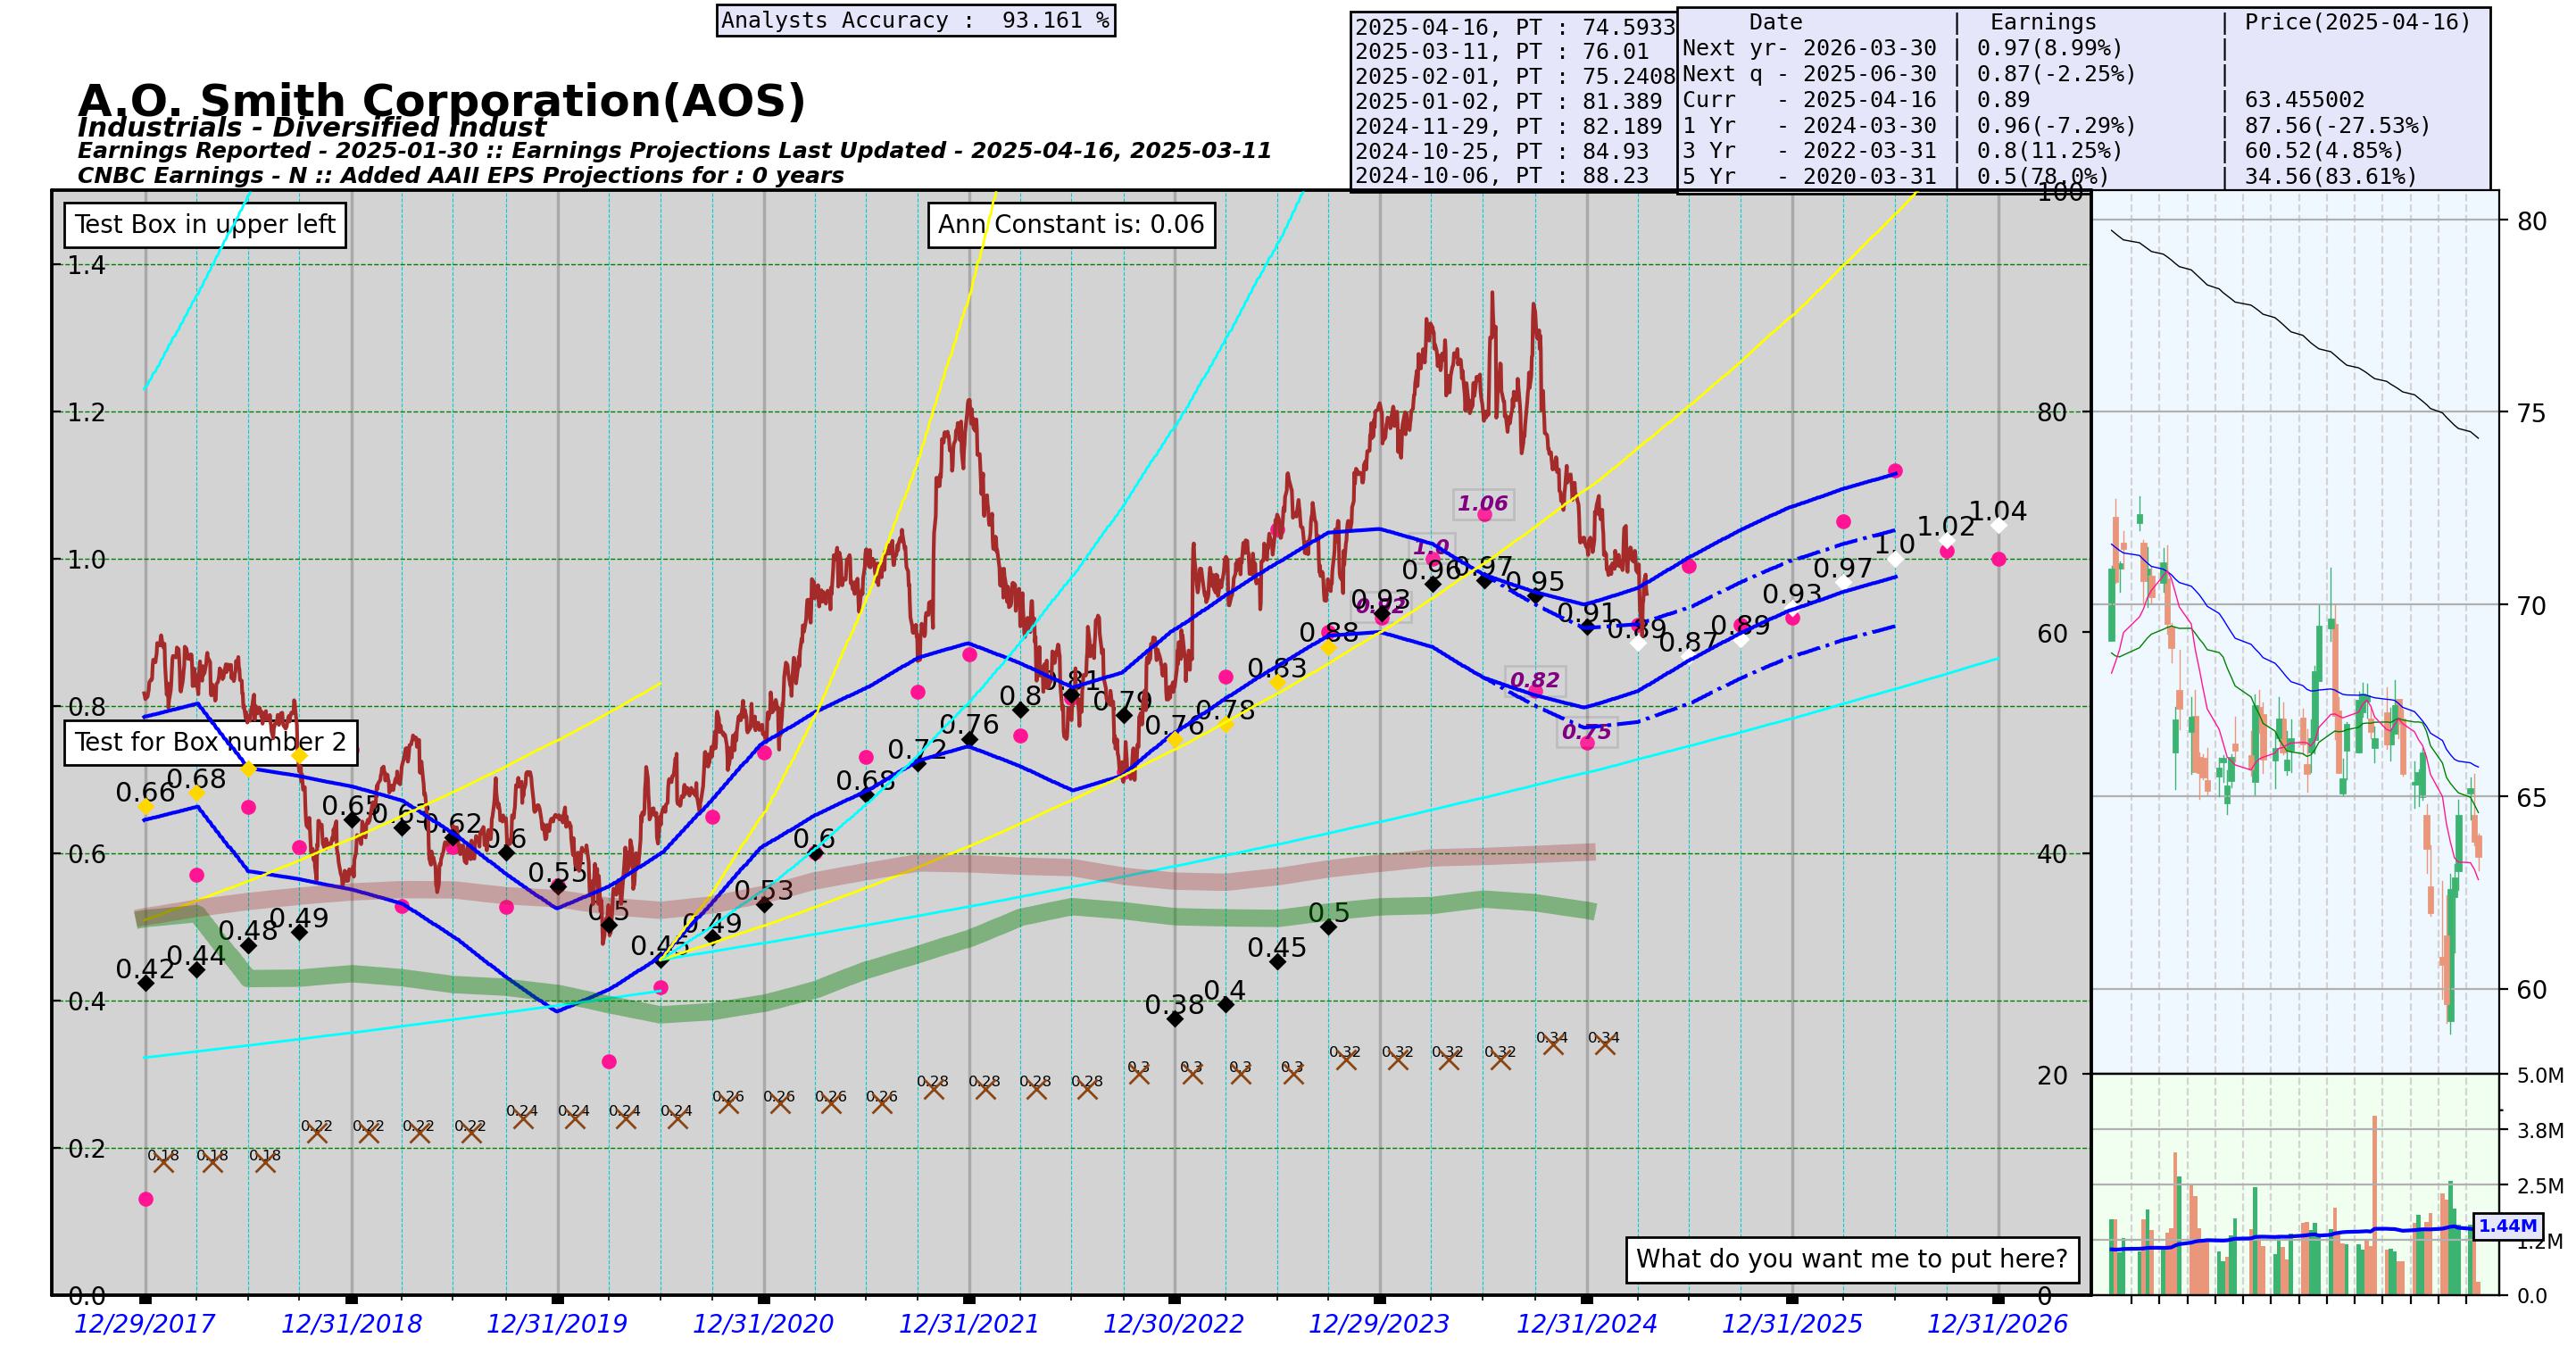 Analysts Accuracy :  93.161 %
2025-04-16, PT : 74.5933
2025-03-11, PT : 76.01
2025-02-01, PT : 75.2408
2025-01-02, PT : 81.389
2024-11-29, PT : 82.189
2024-10-25, PT : 84.93
2024-10-06, PT : 88.23
Date | Earnings | Price(2025-04-16)
Next yr- 2026-03-30 | 0.97(8.99%) |
Next q - 2025-06-30 | 0.87(-2.25%) |
Curr - 2025-04-16 | 0.89 | 63.455002
1 Yr - 2024-03-30 | 0.96(-7.29%) | 87.56(-27.53%)
3 Yr - 2022-03-31 | 0.8(11.25%) | 60.52(4.85%)
5 Yr - 2020-03-31 | 0.5(78.0%) | 34.56(83.61%)
A.O. Smith Corporation(AOS)
Industrials - Diversified Indust
Earnings Reported - 2025-01-30 :: Earnings Projections Last Updated - 2025-04-16, 2025-03-11
CNBC Earnings - N :: Added AAII EPS Projections for : 0 years
Test Box in upper left
Ann Constant is: 0.06
Test for Box number 2
What do you want me to put here?
1.4
1.2
1.0
0.8
0.6
0.4
0.2
0.0
100
80
60
40
20
0
80
75
70
65
60
5.0M
3.8M
2.5M
1.44M
1.2M
0.0
1.06
1.0
0.92
0.82
0.75
0.66 0.68
0.65 0.63 0.62 0.6 0.55 0.5 0.45 0.49 0.53 0.6 0.68 0.72 0.76 0.8 0.81 0.79 0.76 0.78 0.83 0.88 0.93 0.96 0.97 0.95 0.91 0.89 0.87 0.89 0.93 0.97 1.0 1.02 1.04
0.42 0.44 0.48 0.49
0.38 0.4 0.45 0.5
0.18 0.18 0.18 0.22 0.22 0.22 0.22 0.24 0.24 0.24 0.24 0.26 0.26 0.26 0.26 0.28 0.28 0.28 0.28 0.3 0.3 0.3 0.3 0.32 0.32 0.32 0.32 0.34 0.34
12/29/2017 12/31/2018 12/31/2019 12/31/2020 12/31/2021 12/30/2022 12/29/2023 12/31/2024 12/31/2025 12/31/2026